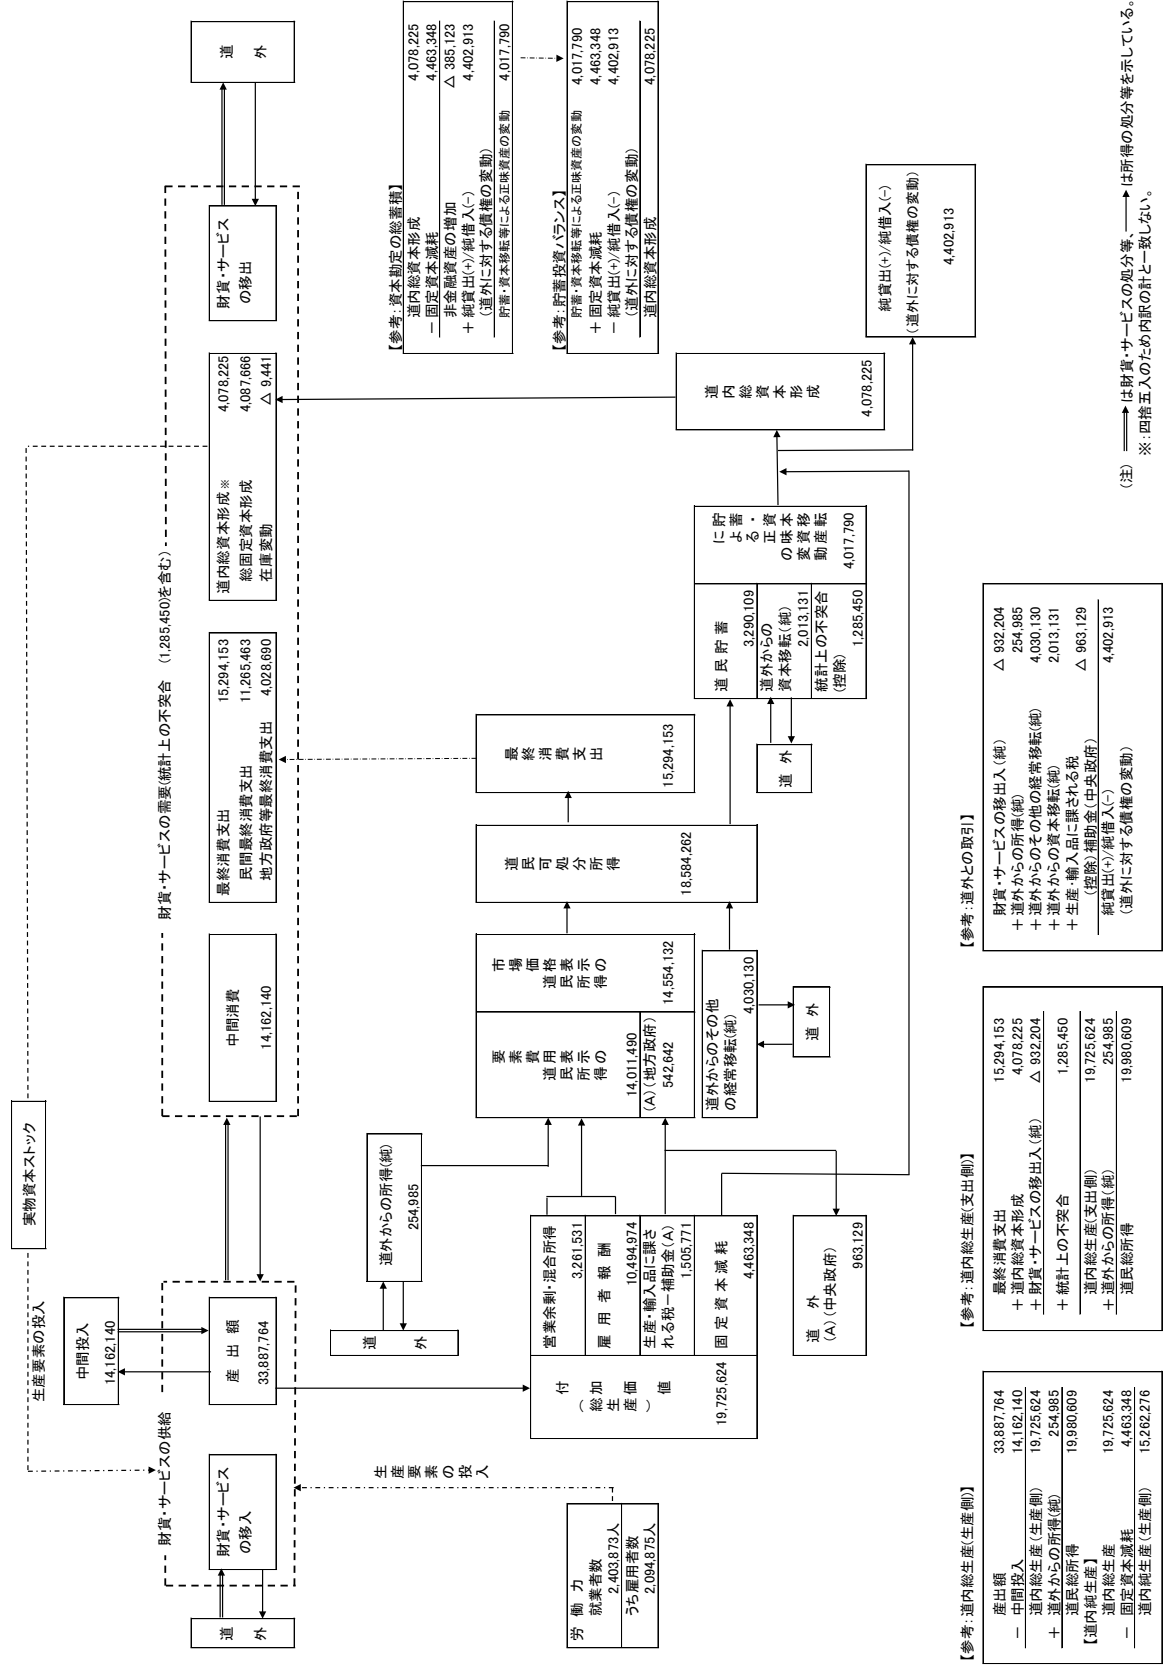 実物資本ストック
生産要素の投入
中間投入
14,162,140
財貨・サービスの供給
財貨・サービスの需要(統計上の不突合 (1,285,450)を含む)
道 外
財貨・サービス
の移入
産 出 額
33,887,764
中間消費
14,162,140
最終消費支出 15,294,153
民間最終消費支出 11,265,463
地方政府等最終消費支出 4,028,690
道内総資本形成※ 4,078,225
総固定資本形成 4,087,666
在庫変動 △ 9,441
財貨・サービス
の移出
道 外
生産要素の投入
労 働 力
就業者数
2,403,873人
うち雇用者数
2,094,875人
道 外
道外からの所得(純)
254,985
付加価値
(総生産)
19,725,624
営業余剰・混合所得
3,261,531
雇 用 者 報 酬
10,494,974
生産・輸入品に課さ
れる税－補助金(A)
1,505,771
固 定 資 本 減 耗
4,463,348
道 外
(A)(中央政府)
963,129
要素費用表示の
道民所得
14,011,490
(A)(地方政府)
542,642
市場価格表示の
道民所得
14,554,132
道外からのその他
の経常移転(純)
4,030,130
道 外
道民可処分所得
18,584,262
最終消費支出
15,294,153
道 外
道 民 貯 蓄
3,290,109
道外からの
資本移転(純)
2,013,131
統計上の不突合
(控除)
1,285,450
貯蓄・資本移転
による正味資産
の変動
4,017,790
道内総資本形成
4,078,225
純貸出(+)/純借入(-)
(道外に対する債権の変動)
4,402,913
【参考:資本勘定の総蓄積】
道内総資本形成 4,078,225
－ 固定資本減耗 4,463,348
非金融資産の増加 △ 385,123
＋ 純貸出(+)/純借入(-) 4,402,913
(道外に対する債権の変動)
貯蓄・資本移転等による正味資産の変動 4,017,790
【参考:貯蓄投資バランス】
貯蓄・資本移転等による正味資産の変動 4,017,790
＋ 固定資本減耗 4,463,348
－ 純貸出(+)/純借入(-) 4,402,913
(道外に対する債権の変動)
道内総資本形成 4,078,225
【参考:道内総生産(生産側)】
産出額 33,887,764
－ 中間投入 14,162,140
道内総生産(生産側) 19,725,624
＋ 道外からの所得(純) 254,985
道民総所得 19,980,609
【道内純生産】
道内総生産 19,725,624
－ 固定資本減耗 4,463,348
道内純生産(生産側) 15,262,276
【参考:道内総生産(支出側)】
最終消費支出 15,294,153
＋ 道内総資本形成 4,078,225
＋ 財貨・サービスの移出入(純) △ 932,204
＋ 統計上の不突合 1,285,450
道内総生産(支出側) 19,725,624
＋ 道外からの所得(純) 254,985
道民総所得 19,980,609
【参考:道外との取引】
財貨・サービスの移出入(純) △ 932,204
＋ 道外からの所得(純) 254,985
＋ 道外からのその他の経常移転(純) 4,030,130
＋ 道外からの資本移転(純) 2,013,131
＋ 生産・輸入品に課される税
(控除)補助金(中央政府) △ 963,129
純貸出(+)/純借入(-) 4,402,913
(道外に対する債権の変動)
(注) は財貨・サービスの処分等、は所得の処分等を示している。
※：四捨五入のため内訳の計と一致しない。